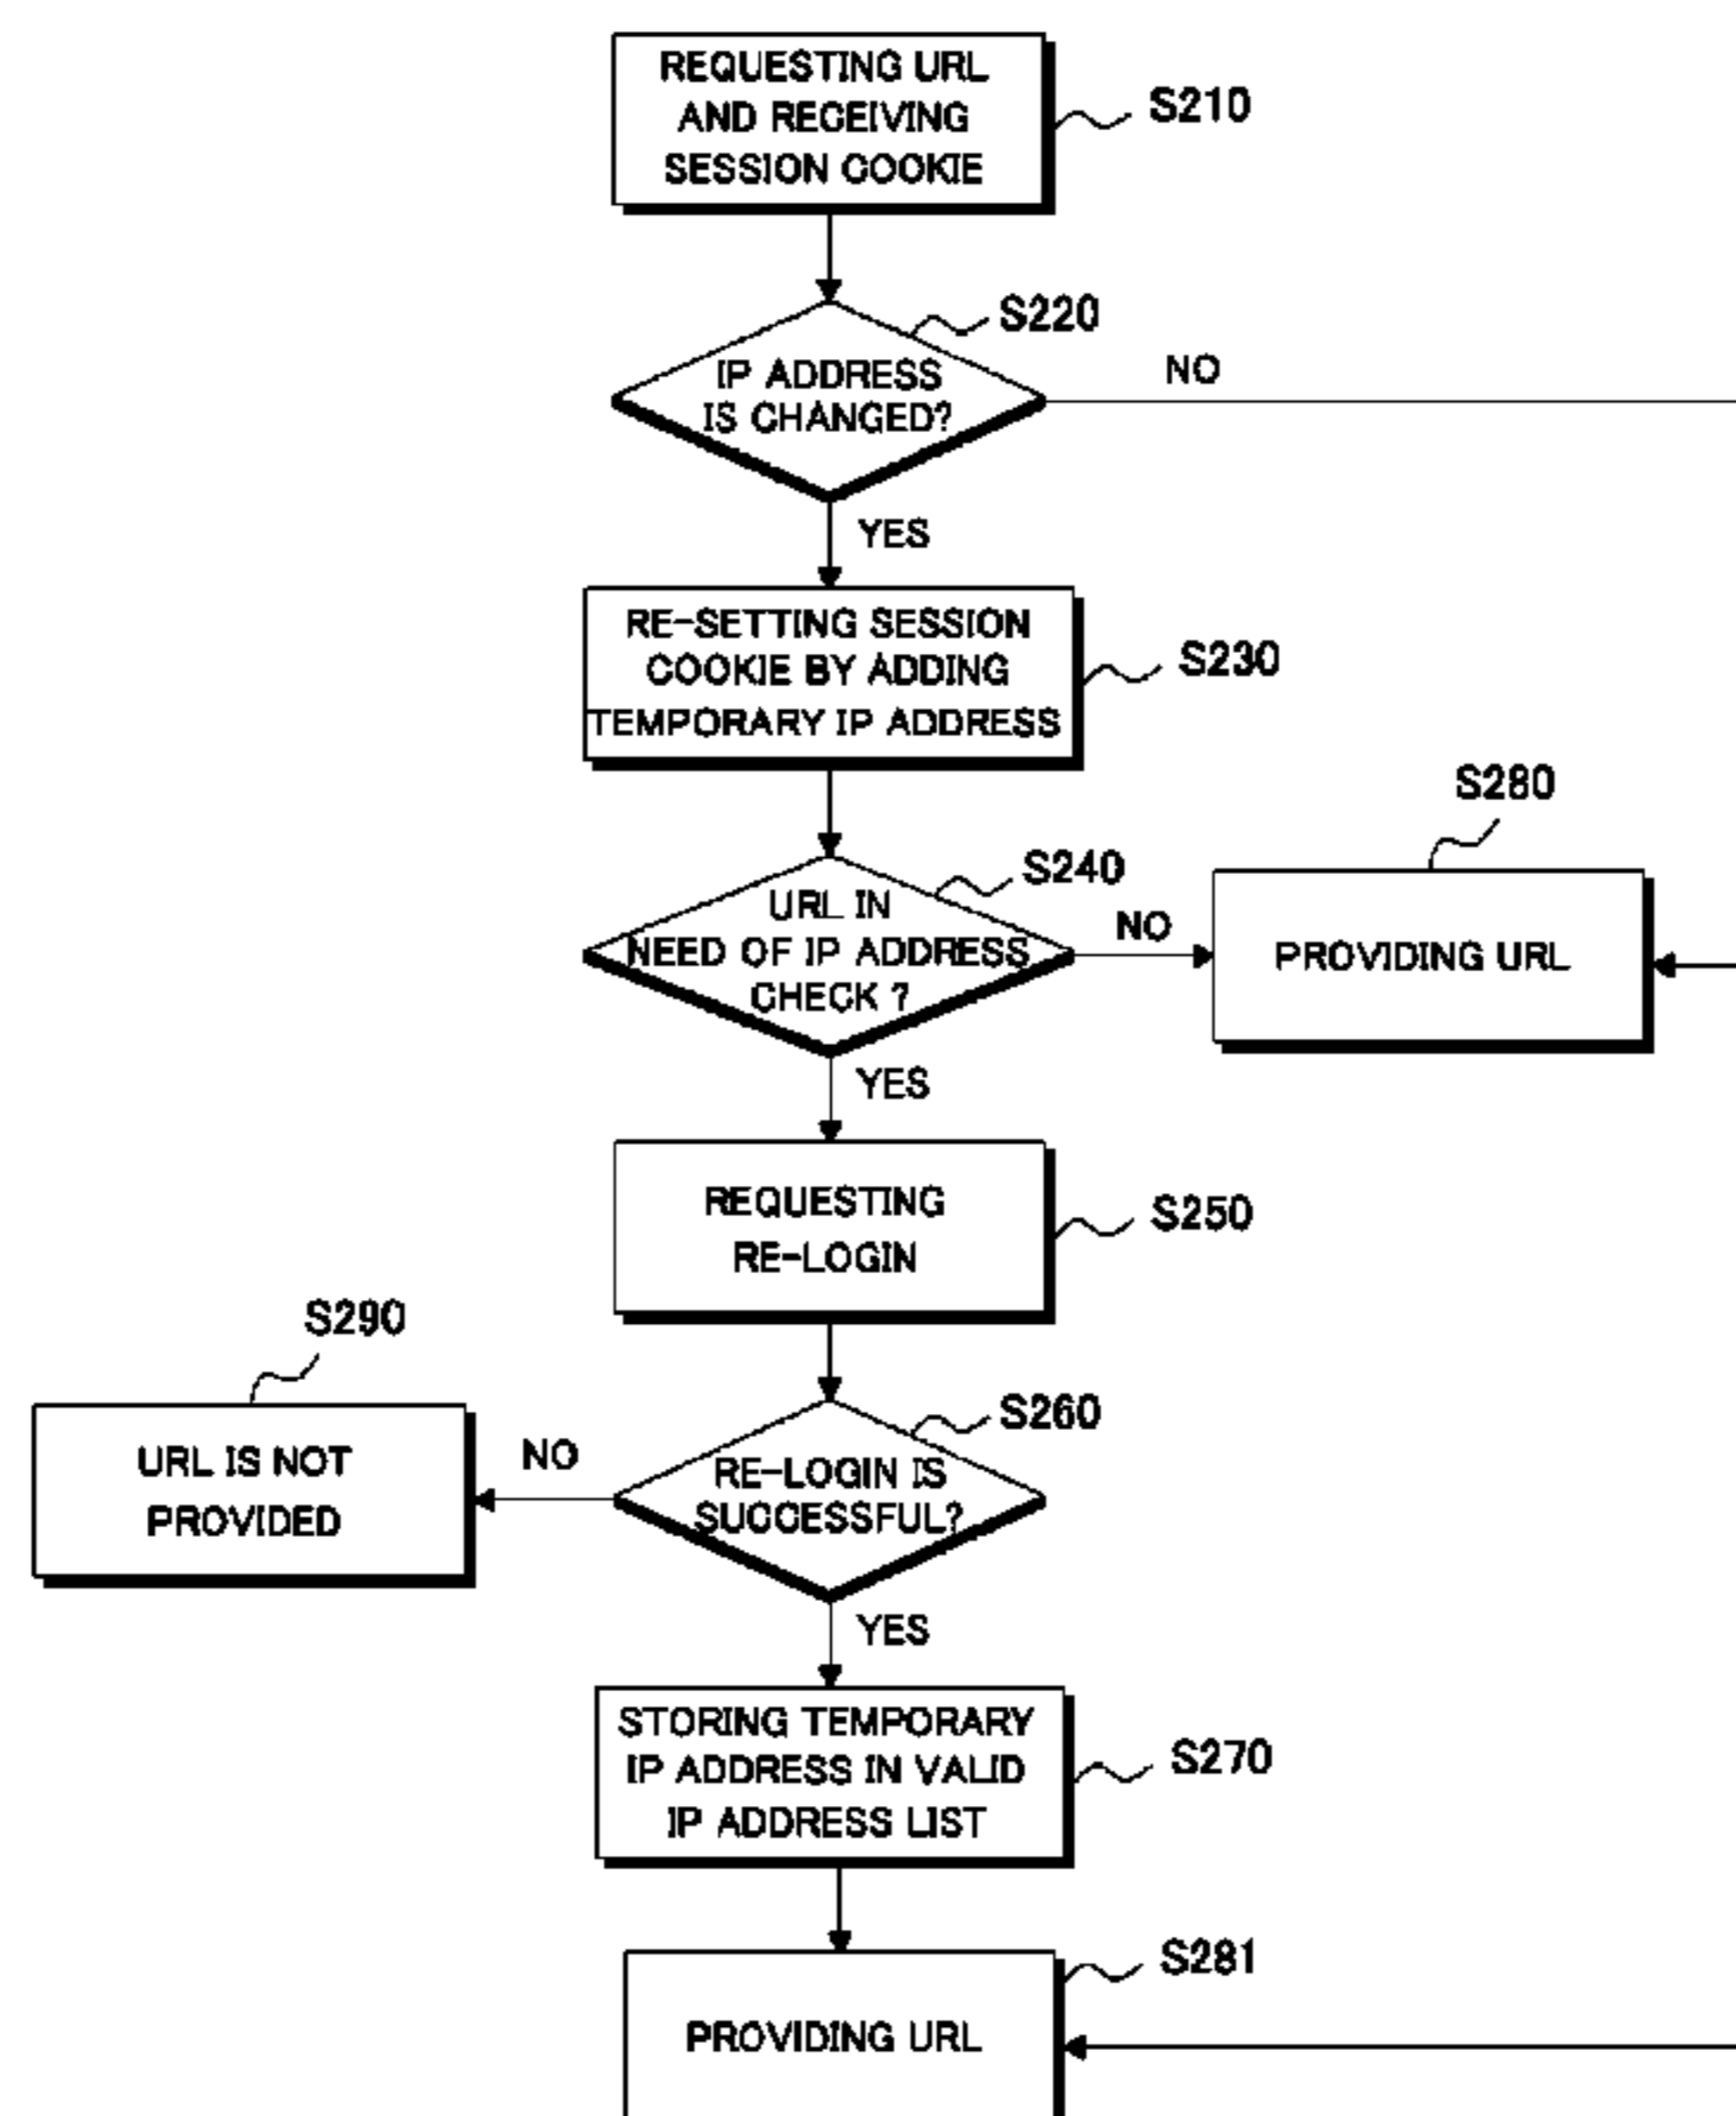 REQUESTING URL
AND RECEIVING
SESSION COOKIE
S210
S220
IP ADDRESS
IS CHANGED?
NO
YES
RE-SETTING SESSION
COOKIE BY ADDING
TEMPORARY IP ADDRESS
S230
S240
URL IN
NEED OF IP ADDRESS
CHECK ?
NO
S280
PROVIDING URL
YES
REQUESTING
RE-LOGIN
S250
S290
URL IS NOT
PROVIDED
NO
S260
RE-LOGIN IS
SUCCESSFUL?
YES
STORING TEMPORARY
IP ADDRESS IN VALID
IP ADDRESS LIST
S270
S281
PROVIDING URL